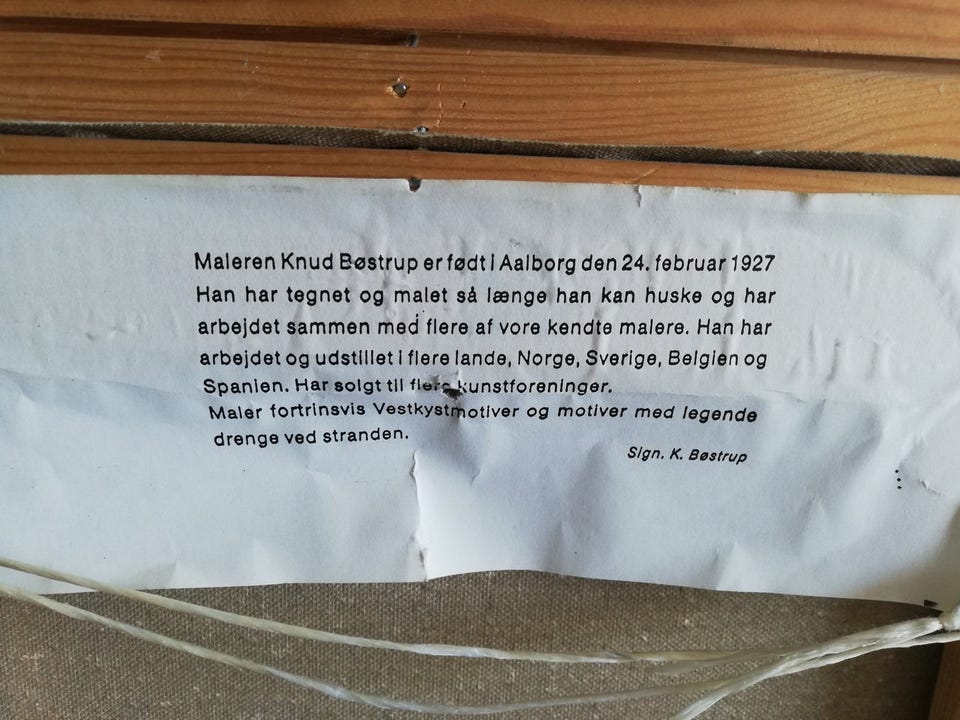 Maleren Knud Bøstrup er født i Aalborg den 24. februar 1927
Han har tegnet og malet så længe han kan huske og har
arbejdet sammen med flere af vore kendte malere. Han har
arbejdet og udstillet i flere lande, Norge, Sverige, Belgien og
Spanien. Har solgt til flere kunstforeninger.
Maler fortrinsvis Vestkystmotiver og motiver med legende
drenge ved stranden.
Sign. K. Bøstrup